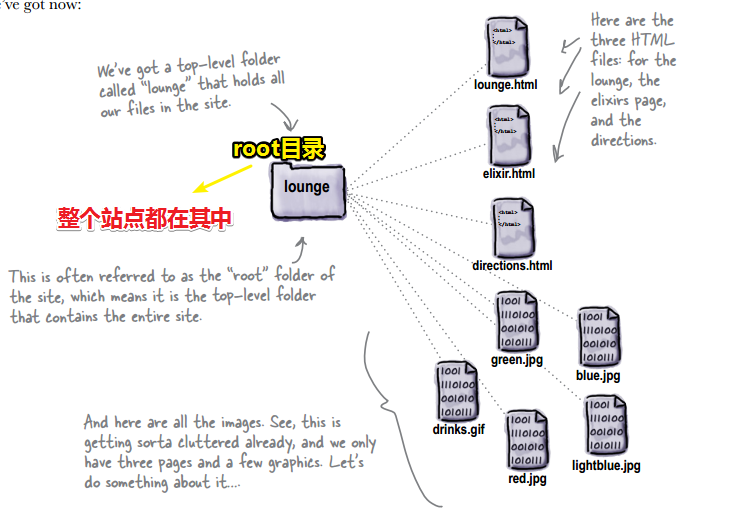 've got now:
We've got a top-level folder
called "lounge" that holds all
our files in the site.
root目录
lounge
整个站点都在其中
This is often referred to as the "root" folder of
the site, which means it is the top-level folder
that contains the entire site.
<html>
</html>
lounge.html
Here are the
three HTML
files: for the
lounge, the
elixirs page,
and the
directions.
<html>
</html>
elixir.html
<html>
</html>
directions.html
1001
1110100
001010
1010111
green.jpg
1001
1110100
001010
1010111
blue.jpg
1001
1110100
001010
1010111
drinks.gif
1001
1110100
001010
1010111
red.jpg
1001
1110100
001010
1010111
lightblue.jpg
And here are all the images. See, this is
getting sorta cluttered already, and we only
have three pages and a few graphics. Let's
do something about it....